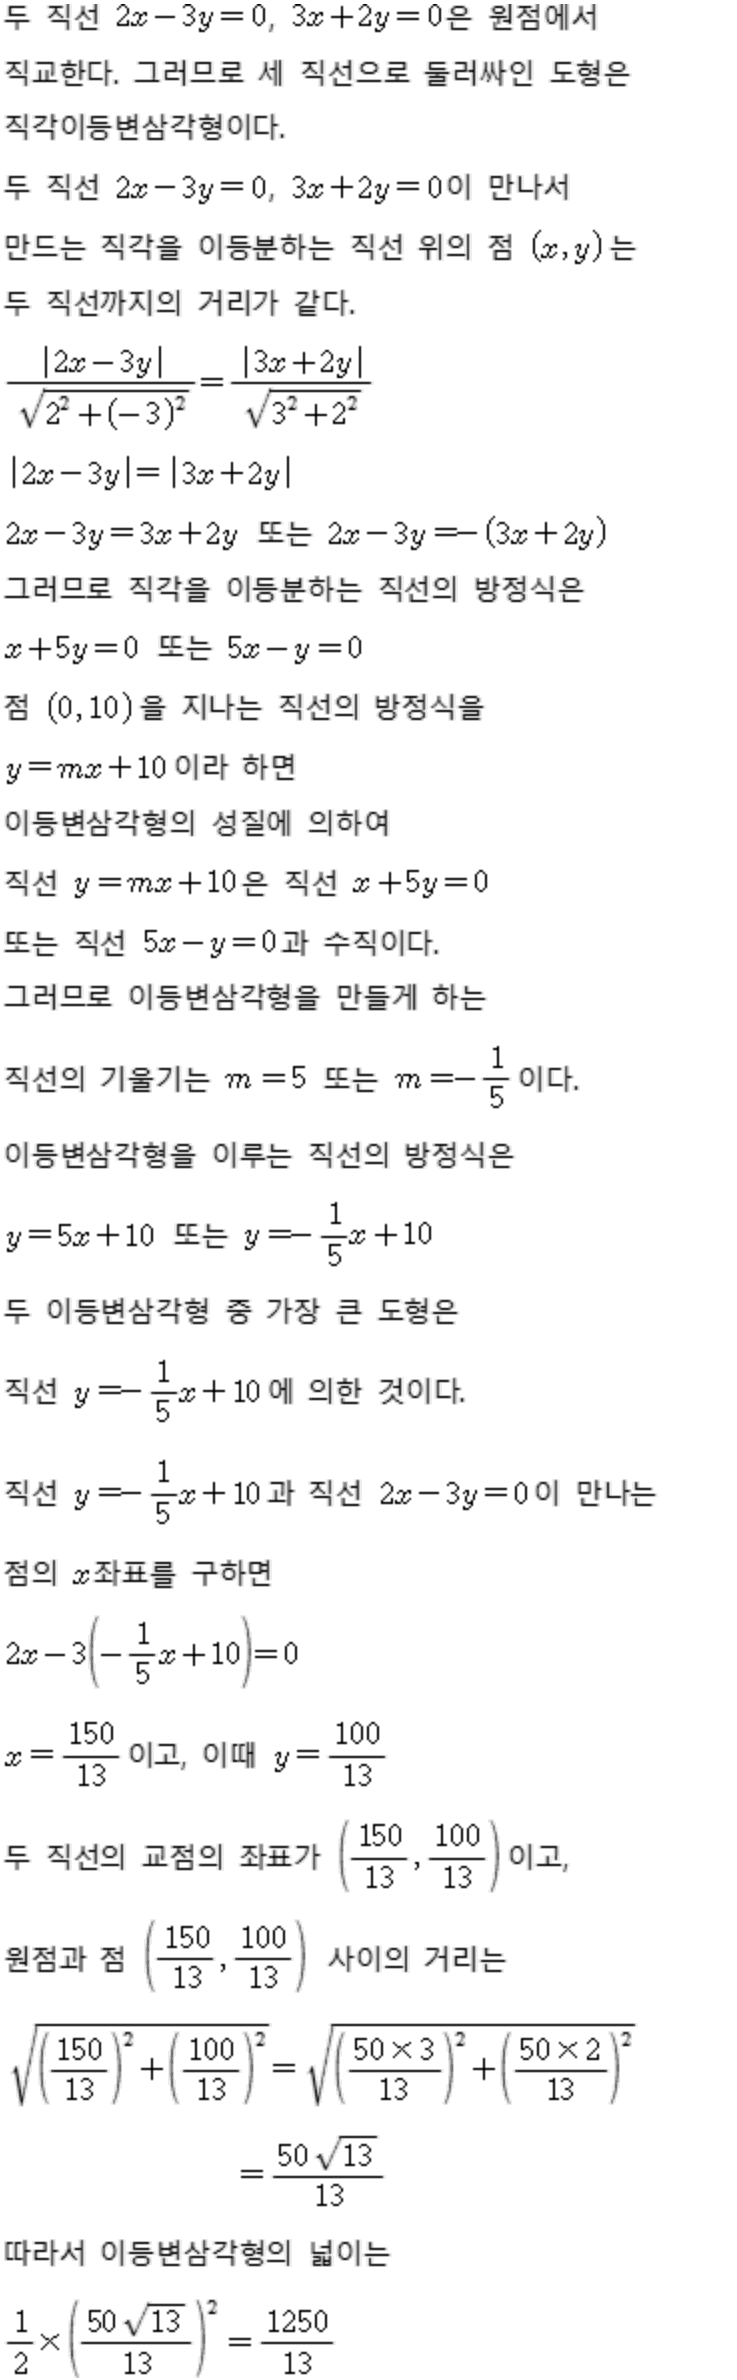 두 직선 2x−3y=0, 3x+2y=0은 원점에서
직교한다. 그러므로 세 직선으로 둘러싸인 도형은
직각이등변삼각형이다.
두 직선 2x−3y=0, 3x+2y=0이 만나서
만드는 직각을 이등분하는 직선 위의 점 (x, y)는
두 직선까지의 거리가 같다.
|2x−3y|/√(2²+(−3)²) = |3x+2y|/√(3²+2²)
|2x−3y|=|3x+2y|
2x−3y=3x+2y 또는 2x−3y=−(3x+2y)
그러므로 직각을 이등분하는 직선의 방정식은
x+5y=0 또는 5x−y=0
점 (0, 10)을 지나는 직선의 방정식을
y=mx+10이라 하면
이등변삼각형의 성질에 의하여
직선 y=mx+10은 직선 x+5y=0
또는 직선 5x−y=0과 수직이다.
그러므로 이등변삼각형을 만들게 하는
직선의 기울기는 m=5 또는 m=−1/5이다.
이등변삼각형을 이루는 직선의 방정식은
y=5x+10 또는 y=−1/5x+10
두 이등변삼각형 중 가장 큰 도형은
직선 y=−1/5x+10에 의한 것이다.
직선 y=−1/5x+10과 직선 2x−3y=0이 만나는
점의 x좌표를 구하면
2x−3(−1/5x+10)=0
x=150/13이고, 이때 y=100/13
두 직선의 교점의 좌표가 (150/13, 100/13)이고,
원점과 점 (150/13, 100/13) 사이의 거리는
√((150/13)²+(100/13)²)=√((50×3/13)²+(50×2/13)²)
=50√13/13
따라서 이등변삼각형의 넓이는
1/2×(50√13/13)²=1250/13